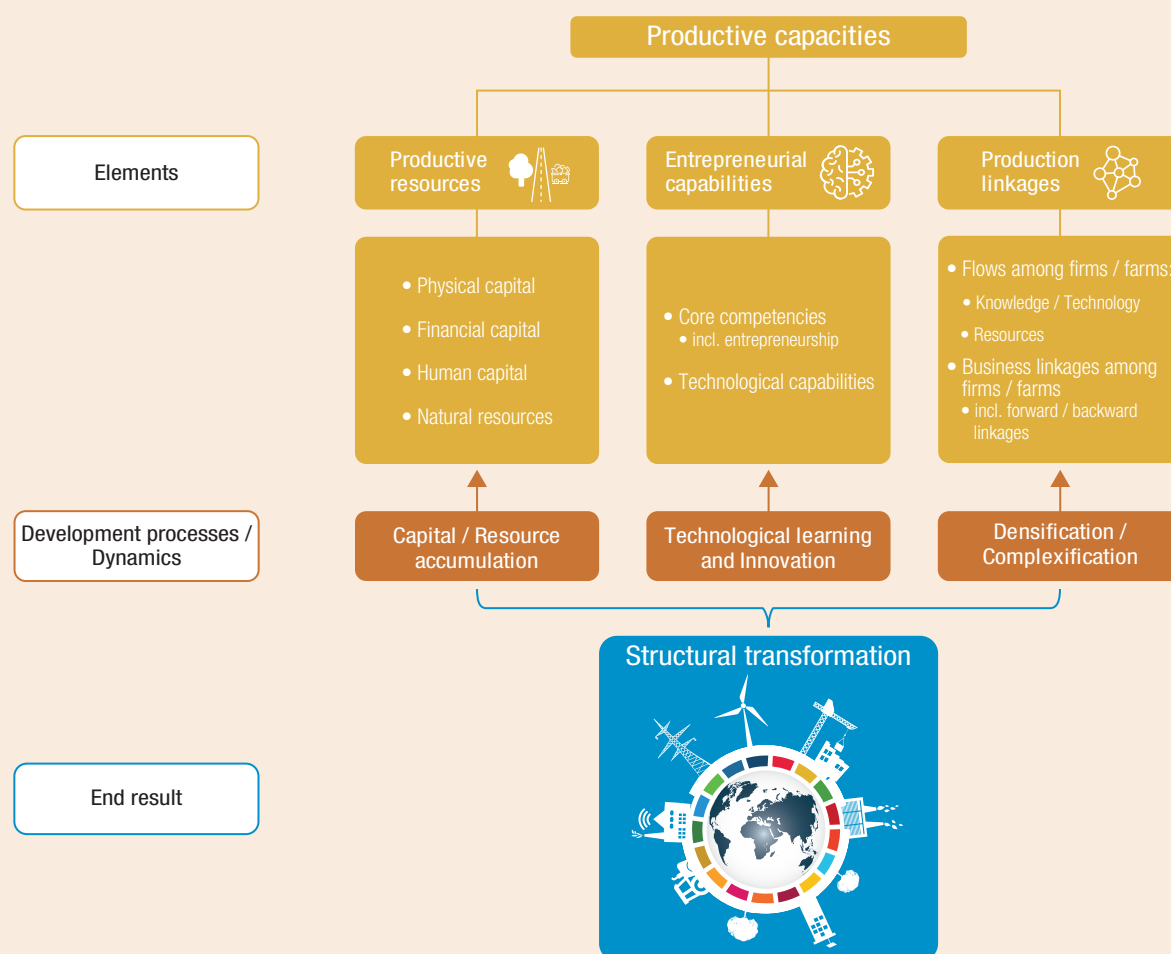 Productive capacities
Elements
Productive
resources
Entrepreneurial
capabilities
Production
linkages
• Physical capital
• Financial capital
• Human capital
• Natural resources
• Core competencies
• incl. entrepreneurship
• Technological capabilities
• Flows among firms / farms:
• Knowledge / Technology
• Resources
• Business linkages among
firms / farms
• incl. forward / backward
linkages
Development processes /
Dynamics
Capital / Resource
accumulation
Technological learning
and Innovation
Densification /
Complexification
Structural transformation
End result